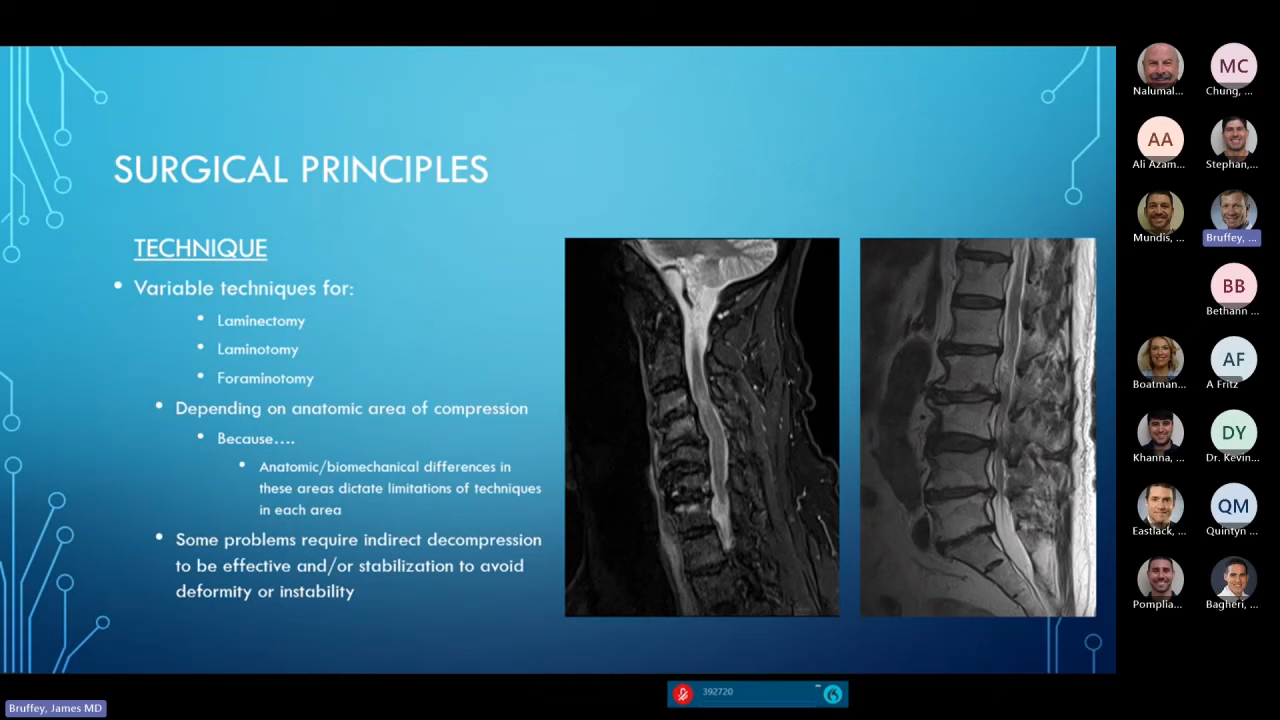 SURGICAL PRINCIPLES
TECHNIQUE
• Variable techniques for:
• Laminectomy
• Laminotomy
• Foraminotomy
• Depending on anatomic area of compression
• Because....
• Anatomic/biomechanical differences in
these areas dictate limitations of techniques
in each area
• Some problems require indirect decompression
to be effective and/or stabilization to avoid
deformity or instability
Nalumal...
MC
Chung, ...
AA
Ali Azam...
Stephan,...
Mundis, ...
Bruffey, ...
BB
Bethann ...
Boatman...
AF
A Fritz
Khanna, ...
DY
Dr. Kevin...
Eastlack, ...
QM
Quintyn ...
Pomplia...
Bagheri, ...
392720
Bruffey, James MD